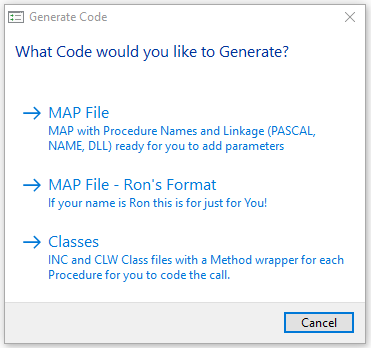 Generate Code
What Code would you like to Generate?
MAP File
MAP with Procedure Names and Linkage (PASCAL,
NAME, DLL) ready for you to add parameters
MAP File - Ron's Format
If your name is Ron this is for just for You!
Classes
INC and CLW Class files with a Method wrapper for each
Procedure for you to code the call.
Cancel